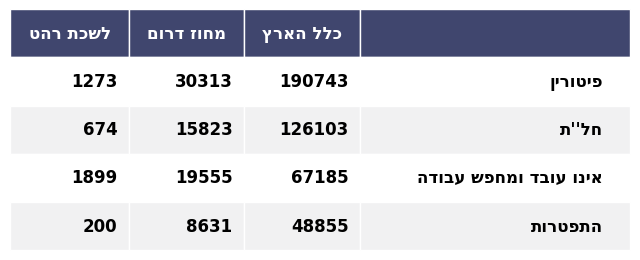 כלל הארץ מחוז דרום לשכת רהט
פיטורין 190743 30313 1273
חל''ת 126103 15823 674
אינו עובד ומחפש עבודה 67185 19555 1899
התפטרות 48855 8631 200